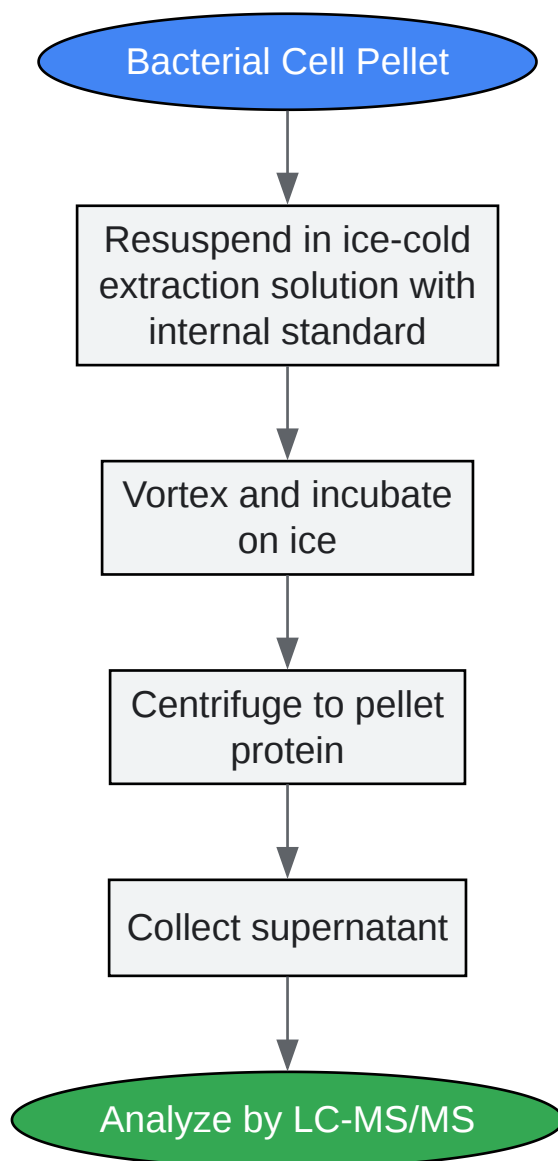 Bacterial Cell Pellet
Resuspend in ice-cold
extraction solution with
internal standard
Vortex and incubate
on ice
Centrifuge to pellet
protein
Collect supernatant
Analyze by LC-MS/MS